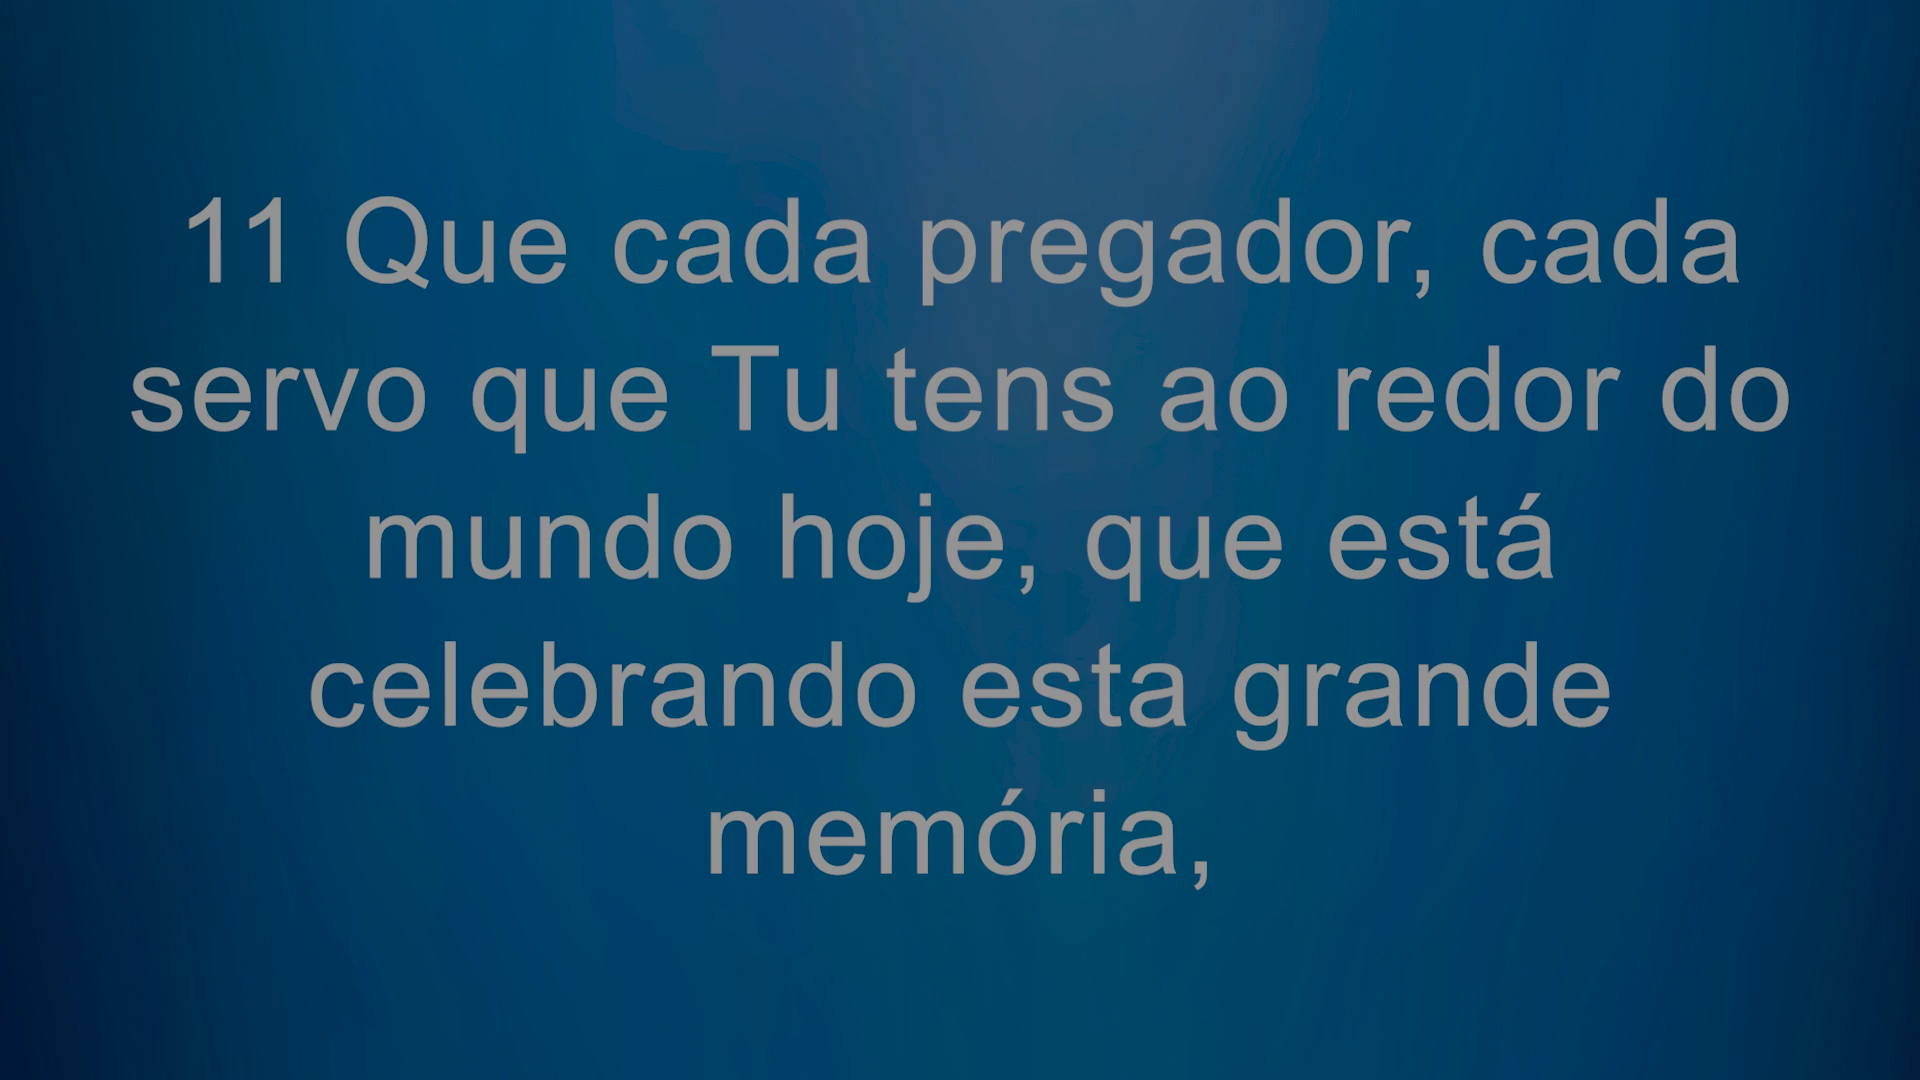 11 Que cada pregador, cada
servo que Tu tens ao redor do
mundo hoje, que está
celebrando esta grande
memória,